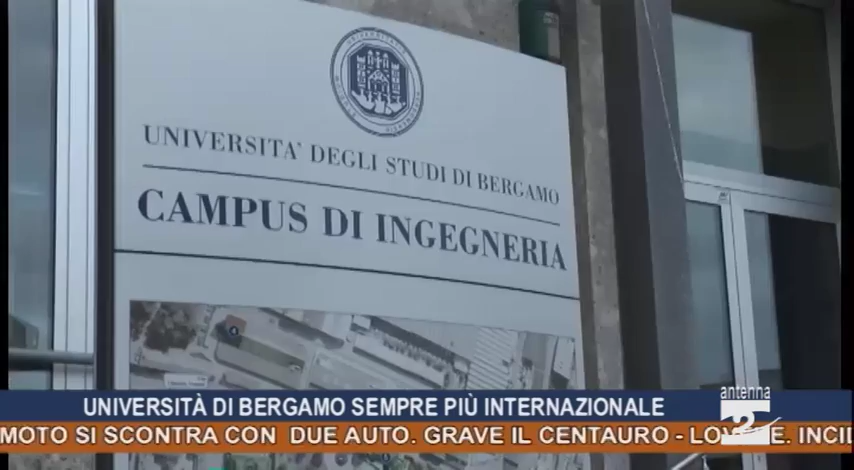 UNIVERSITA' DEGLI STUDI DI BERGAMO
CAMPUS DI INGEGNERIA
UNIVERSITÀ DI BERGAMO SEMPRE PIÙ INTERNAZIONALE
antenna
2
MOTO SI SCONTRA CON DUE AUTO. GRAVE IL CENTAURO -